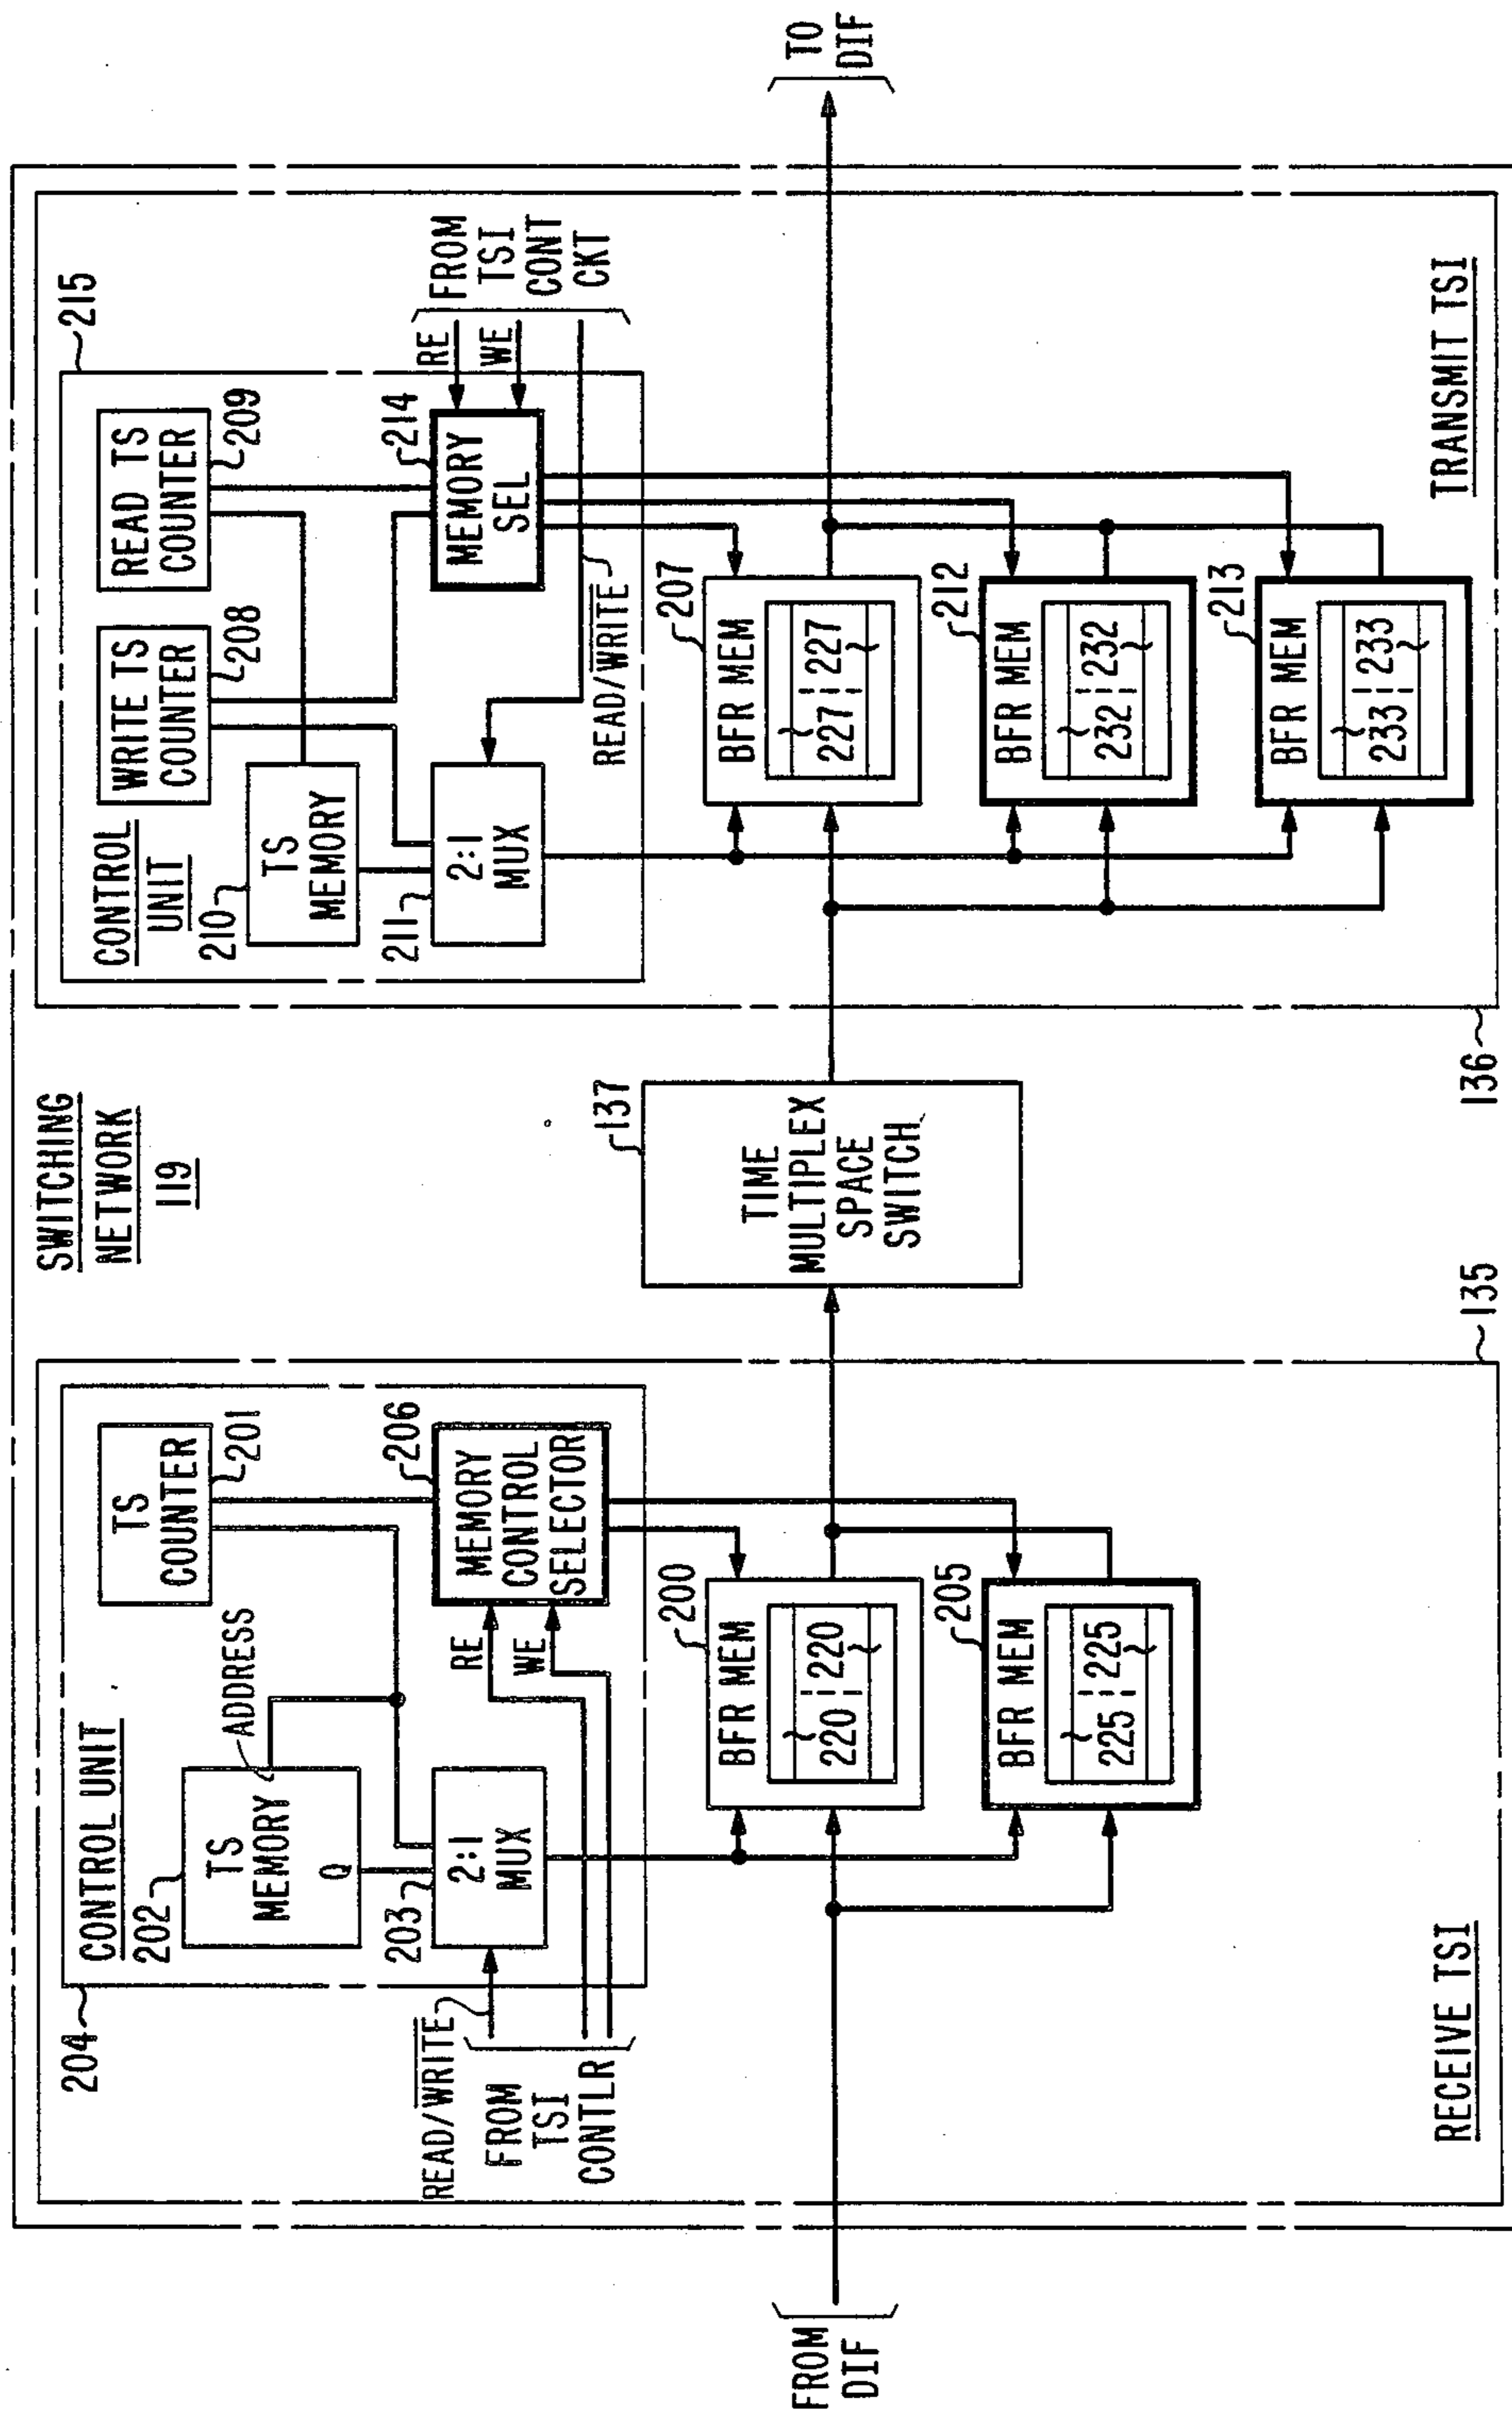 SWITCHING
NETWORK
119
204
CONTROL UNIT
202
TS
MEMORY
Q
ADDRESS
TS
COUNTER
201
203
2:1
MUX
206
MEMORY
CONTROL
SELECTOR
RE
WE
READ/WRITE
FROM
TSI
CONTLR
200
BFR MEM
220 220
205
BFR MEM
225 225
FROM
DIF
RECEIVE TSI
135
137
TIME
MULTIPLEX
SPACE
SWITCH
215
CONTROL
UNIT
210
TS
MEMORY
WRITE TS
COUNTER
208
READ TS
COUNTER
209
211
2:1
MUX
214
MEMORY
SEL
RE
WE
FROM
TSI
CONT
CKT
READ/WRITE
207
BFR MEM
227 227
212
BFR MEM
232 232
213
BFR MEM
233 233
TO
DIF
TRANSMIT TSI
136